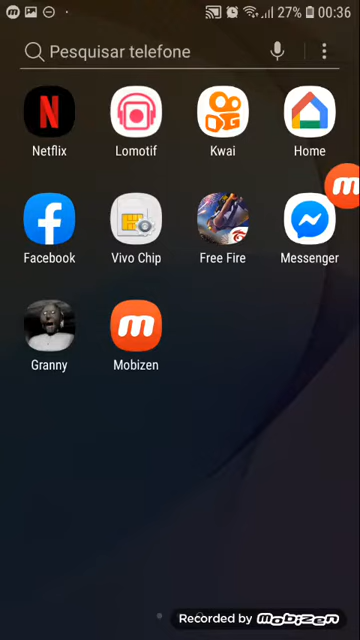 27% 00:36
Pesquisar telefone
Netflix Lomotif Kwai Home
Facebook Vivo Chip Free Fire Messenger
Granny Mobizen
Recorded by mobizen